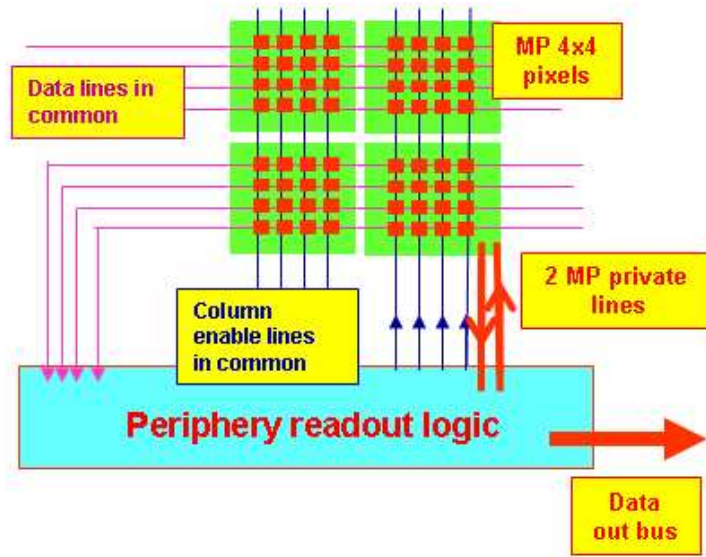 MP 4x4
pixels
Data lines in
common
2 MP private
lines
Column
enable lines
in common
Periphery readout logic
Data
out bus